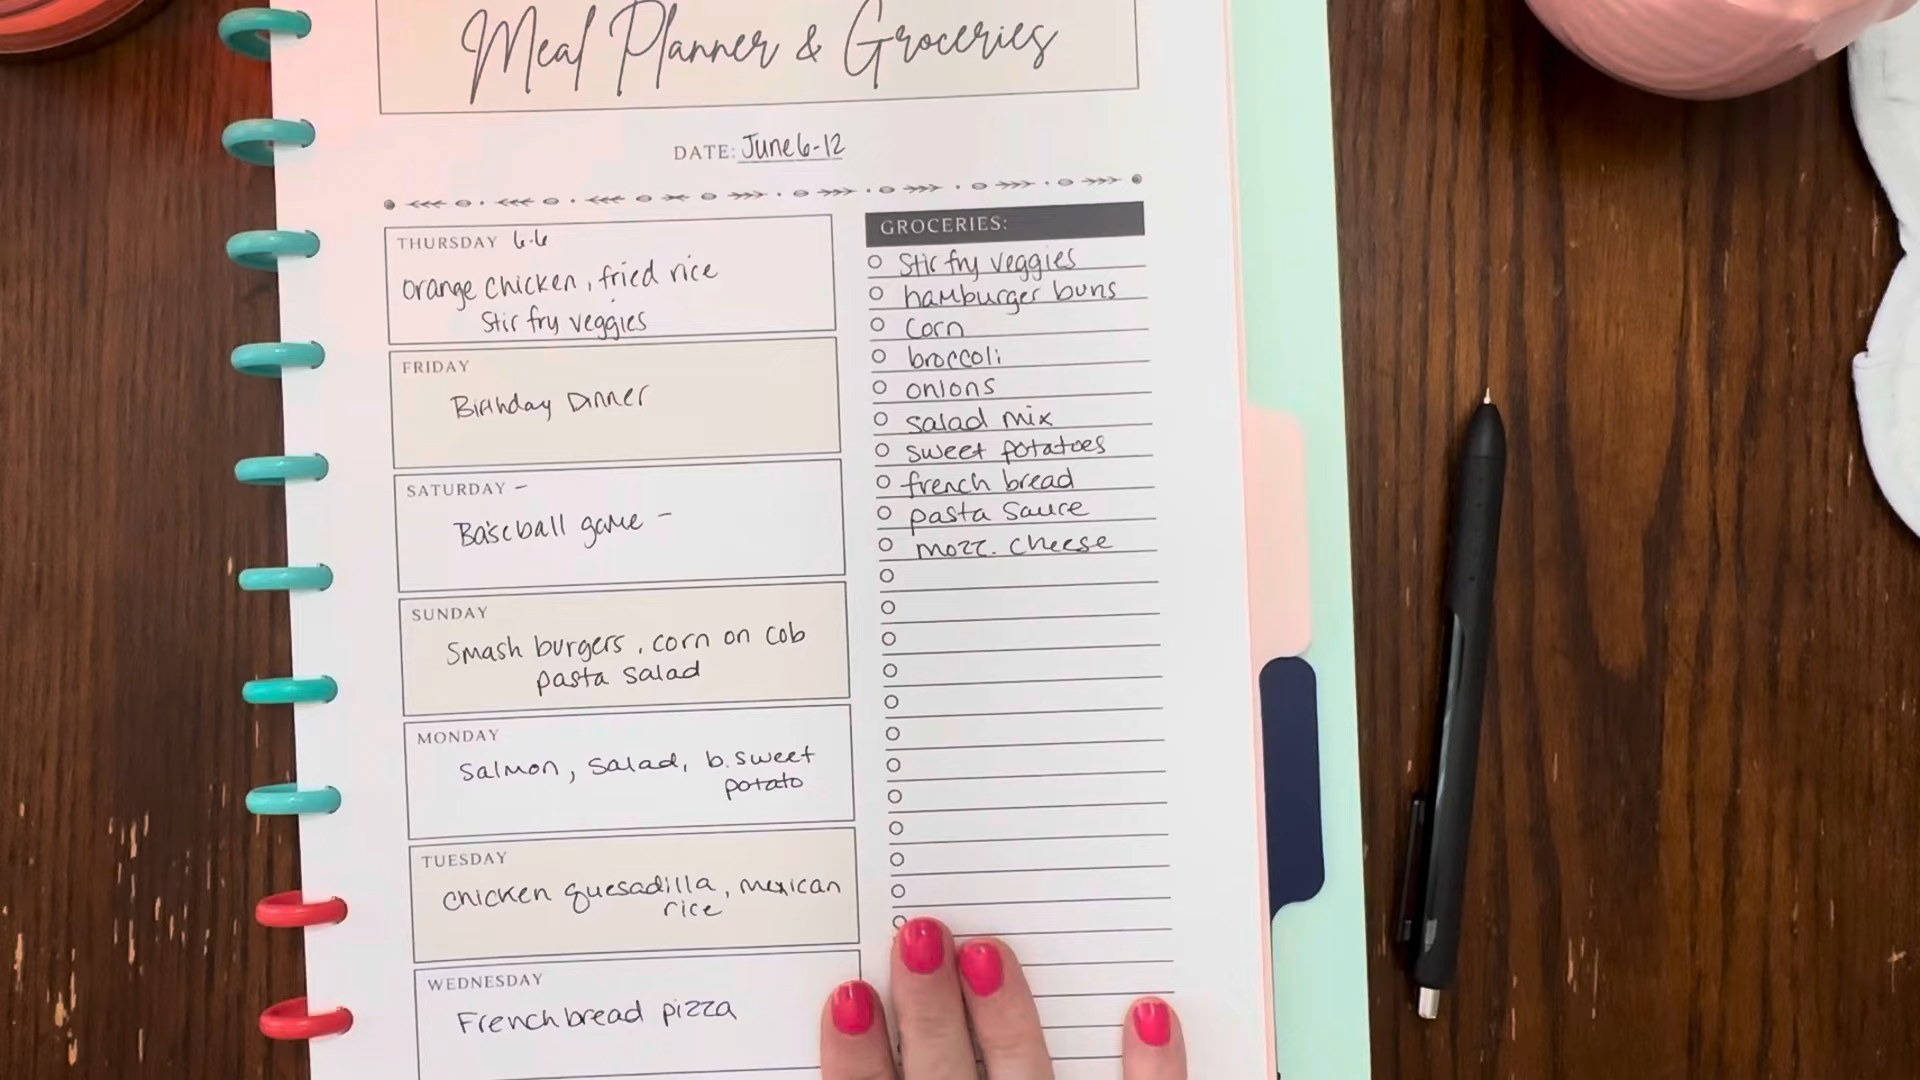 Meal Planner & Groceries
DATE: June 6-12
THURSDAY 6.6
orange chicken, fried rice
Stir fry veggies
FRIDAY
Birthday Dinner
SATURDAY -
Baseball game -
SUNDAY
Smash burgers, corn on cob
pasta salad
MONDAY
salmon, salad, b. sweet
potato
TUESDAY
chicken quesadilla, mexican
rice
WEDNESDAY
French bread pizza
GROCERIES:
Stir fry veggies
hamburger buns
corn
broccoli
onions
salad mix
sweet potatoes
french bread
pasta sauce
mozz. cheese